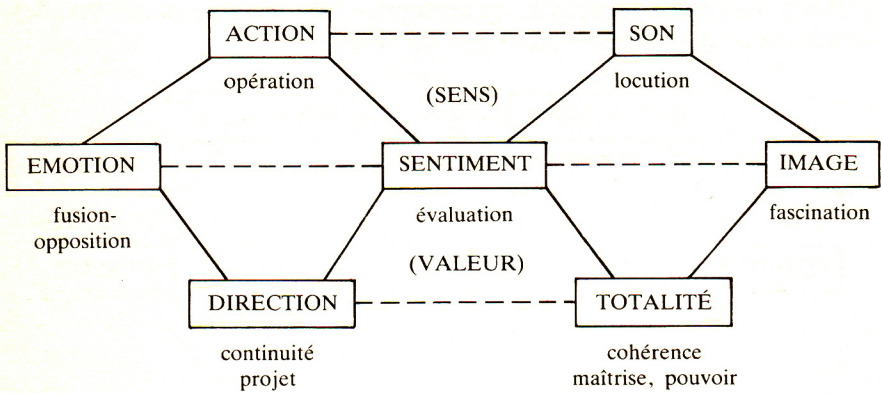 ACTION
SON
opération
locution
(SENS)
EMOTION
SENTIMENT
IMAGE
fusion-
opposition
évaluation
fascination
(VALEUR)
DIRECTION
TOTALITÉ
continuité
projet
cohérence
maîtrise, pouvoir